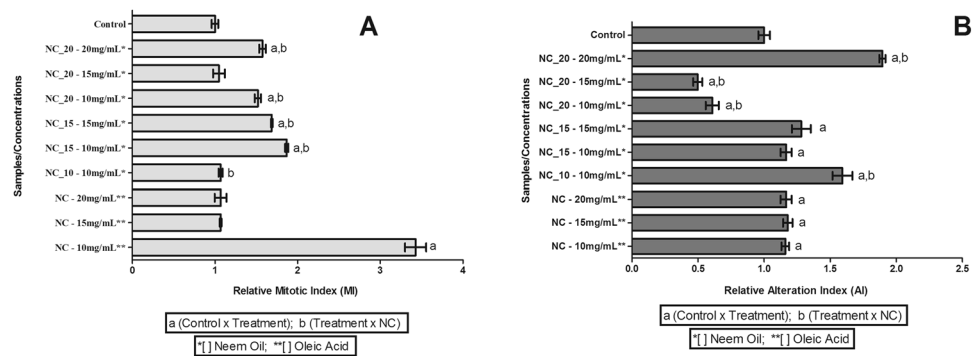 A
Samples/Concentrations
Control
NC_20 - 20mg/mL* a,b
NC_20 - 15mg/mL*
NC_20 - 10mg/mL* a,b
NC_15 - 15mg/mL* a,b
NC_15 - 10mg/mL* a,b
NC_10 - 10mg/mL* b
NC - 20mg/mL**
NC - 15mg/mL**
NC - 10mg/mL** a
0 1 2 3 4
Relative Mitotic Index (MI)
a (Control x Treatment); b (Treatment x NC)
*[ ] Neem Oil; **[ ] Oleic Acid
B
Samples/Concentrations
Control
NC_20 - 20mg/mL* a,b
NC_20 - 15mg/mL* a,b
NC_20 - 10mg/mL* a,b
NC_15 - 15mg/mL* a
NC_15 - 10mg/mL* a
NC_10 - 10mg/mL* a,b
NC - 20mg/mL** a
NC - 15mg/mL** a
NC - 10mg/mL** a
0.0 0.5 1.0 1.5 2.0 2.5
Relative Alteration Index (AI)
a (Control x Treatment); b (Treatment x NC)
*[ ] Neem Oil; **[ ] Oleic Acid